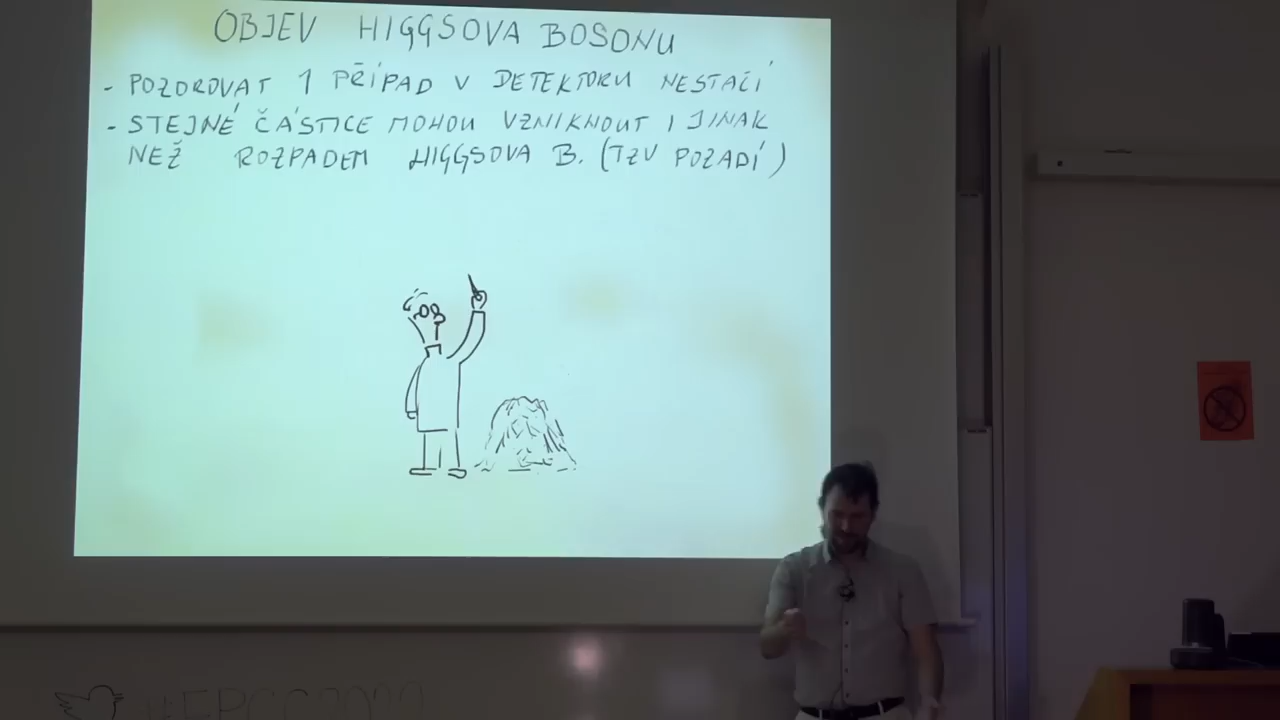 OBJEV HIGGSOVA BOSONU
- POZOROVAT 1 PŘÍPAD V DETEKTORU NESTAČÍ
- STEJNÉ ČÁSTICE MOHOU VZNIKNOUT I JINAK
NEŽ ROZPADEM HIGGSOVA B. (TZV POZADÍ)